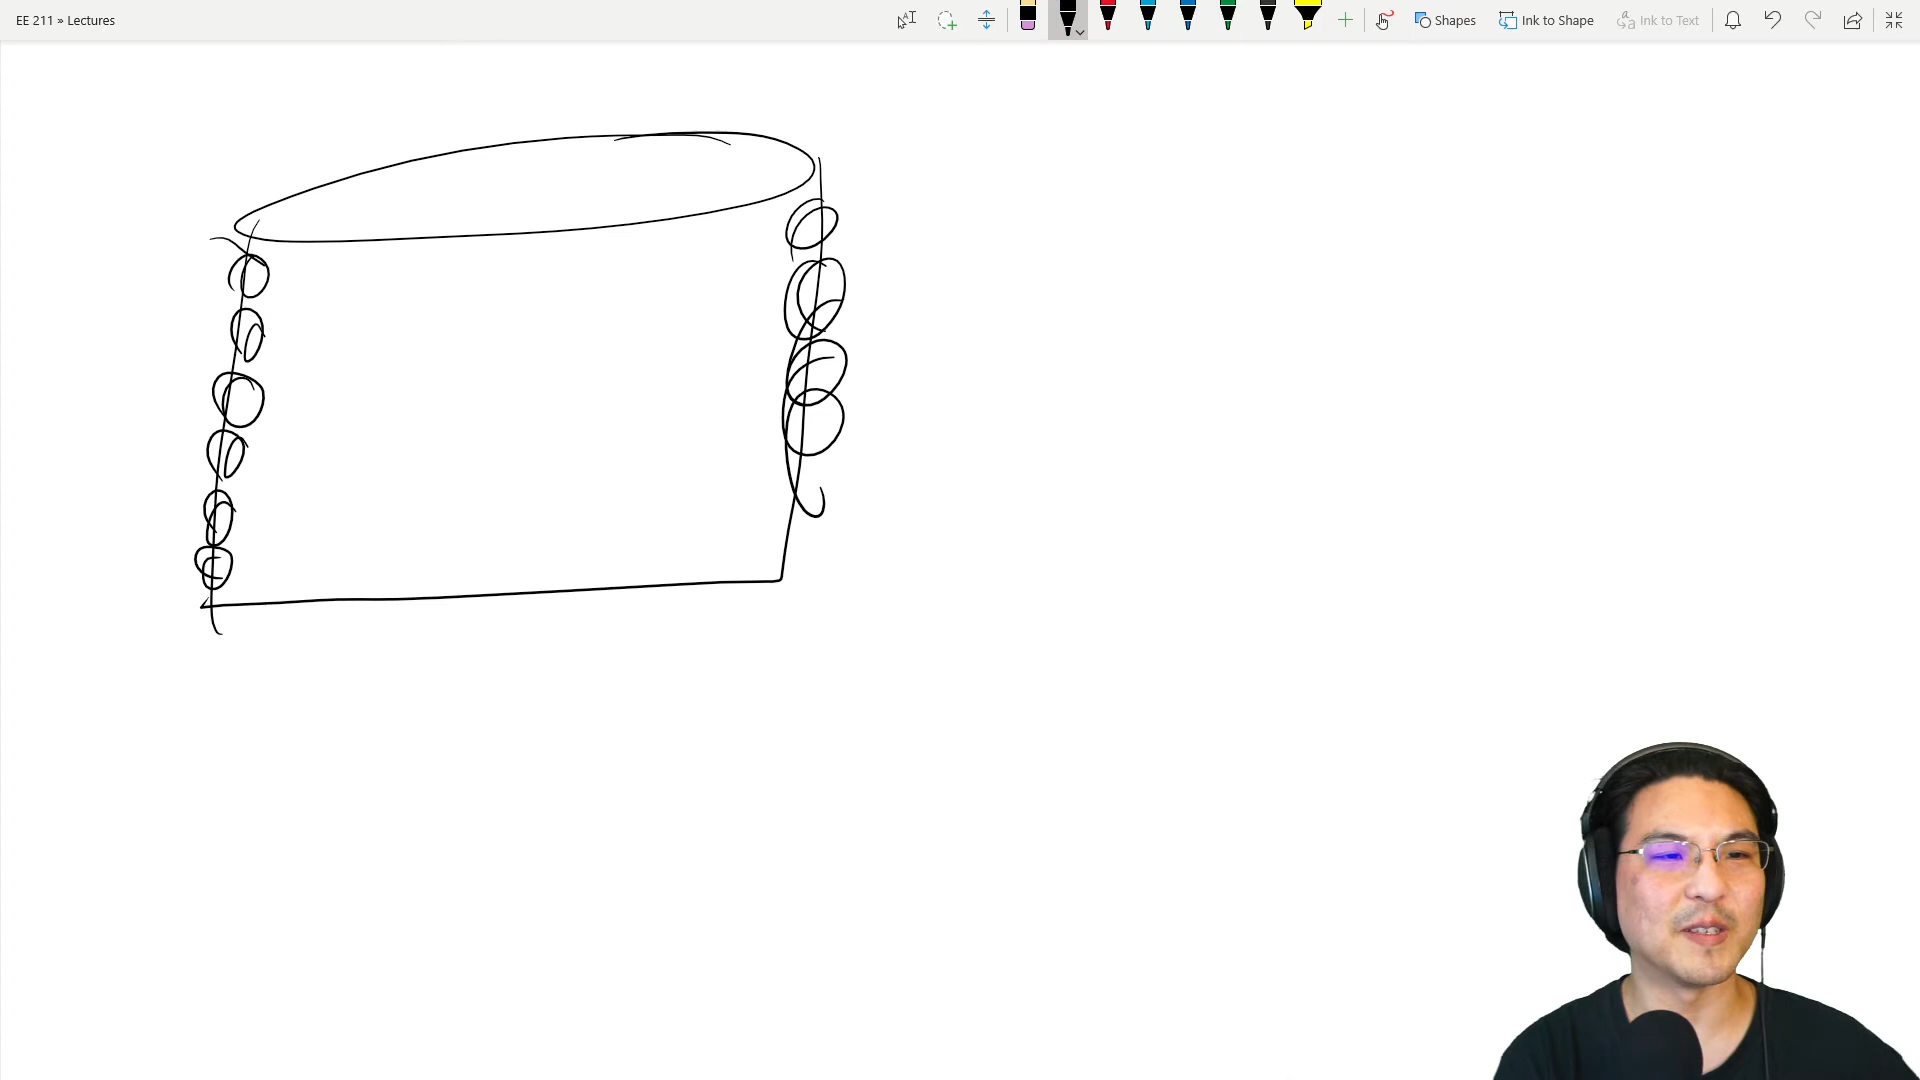 EE 211 » Lectures
Shapes
Ink to Shape
Ink to Text